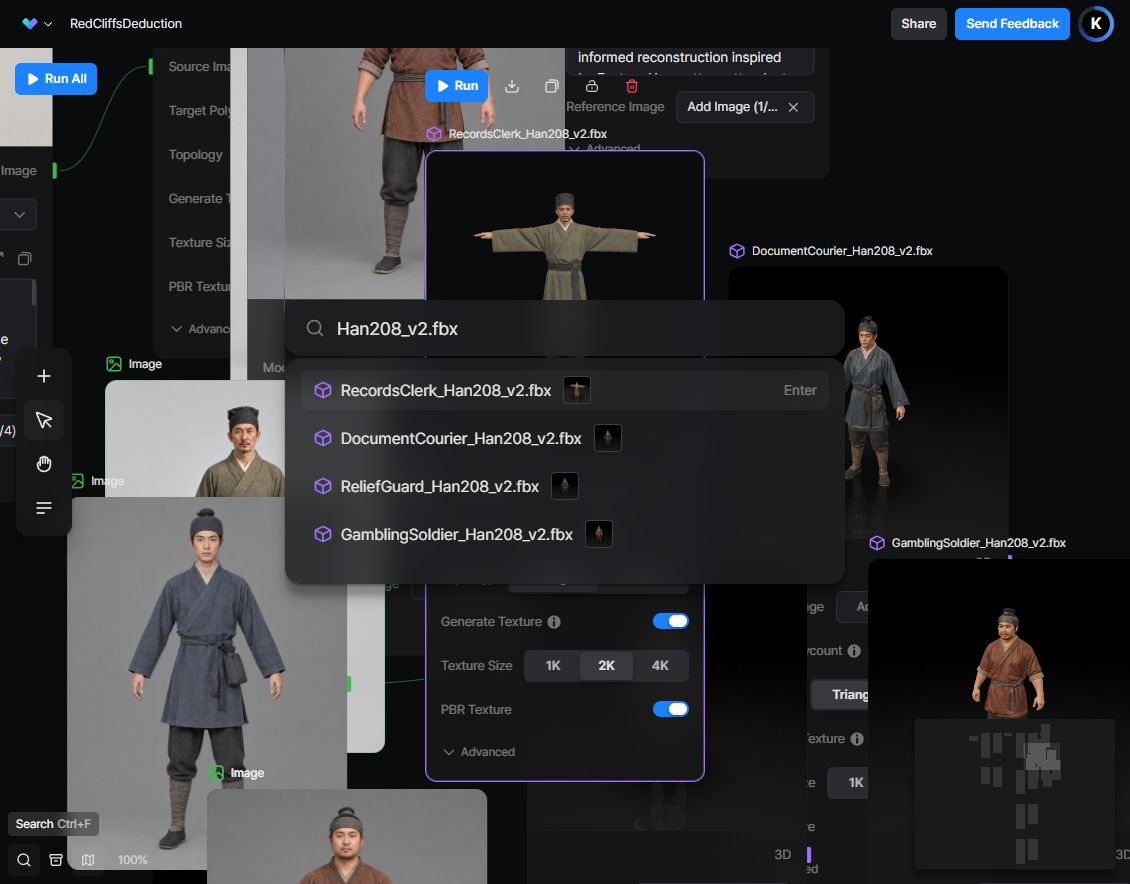 RedCliffsDeduction
Share
Send Feedback
K
Run All
Source Ima
Target Poly
Topology
Generate T
Texture Siz
PBR Textur
Advanc
Image
Run
informed reconstruction inspired
Reference Image
Add Image (1/...
Advanced
RecordsClerk_Han208_v2.fbx
DocumentCourier_Han208_v2.fbx
Han208_v2.fbx
RecordsClerk_Han208_v2.fbx
Enter
DocumentCourier_Han208_v2.fbx
ReliefGuard_Han208_v2.fbx
GamblingSoldier_Han208_v2.fbx
Image
Image
/4)
GamblingSoldier_Han208_v2.fbx
Generate Texture
Texture Size
1K
2K
4K
PBR Texture
Advanced
ycount
Triang
Texture
1K
Image
Search Ctrl+F
100%
3D
3D